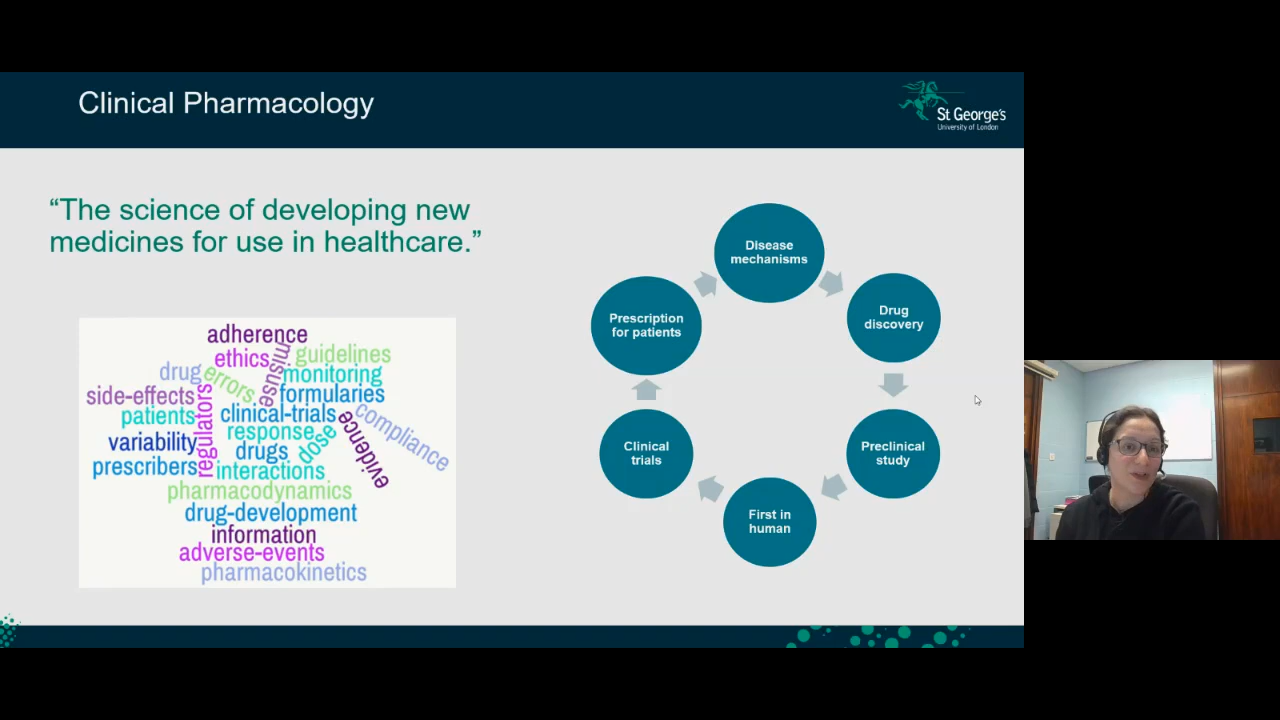 Clinical Pharmacology
St George's
University of London
“The science of developing new
medicines for use in healthcare.”
adherence
ethics
misuse
guidelines
drug
errors
monitoring
side-effects
regulators
formularies
patients
clinical-trials
compliance
response
variability
drugs
dose
evidence
prescribers
interactions
pharmacodynamics
drug-development
information
adverse-events
pharmacokinetics
Disease
mechanisms
Drug
discovery
Preclinical
study
First in
human
Clinical
trials
Prescription
for patients